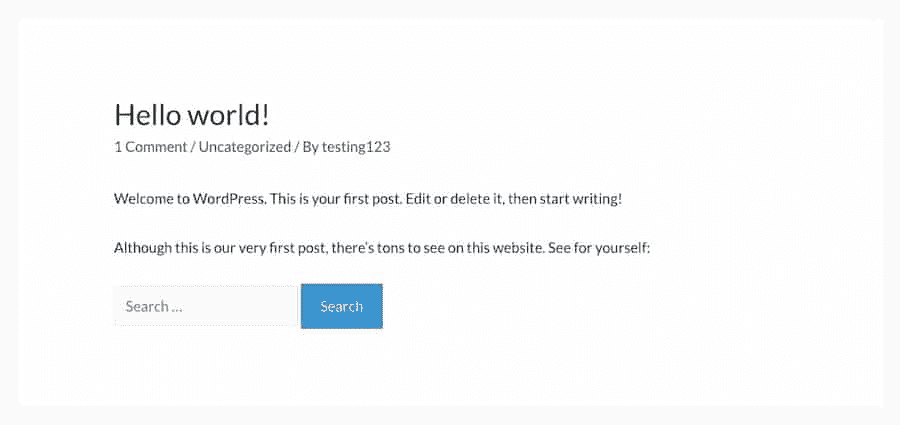 Hello world!
1 Comment / Uncategorized / By testing123
Welcome to WordPress. This is your first post. Edit or delete it, then start writing!
Although this is our very first post, there's tons to see on this website. See for yourself:
Search ... Search